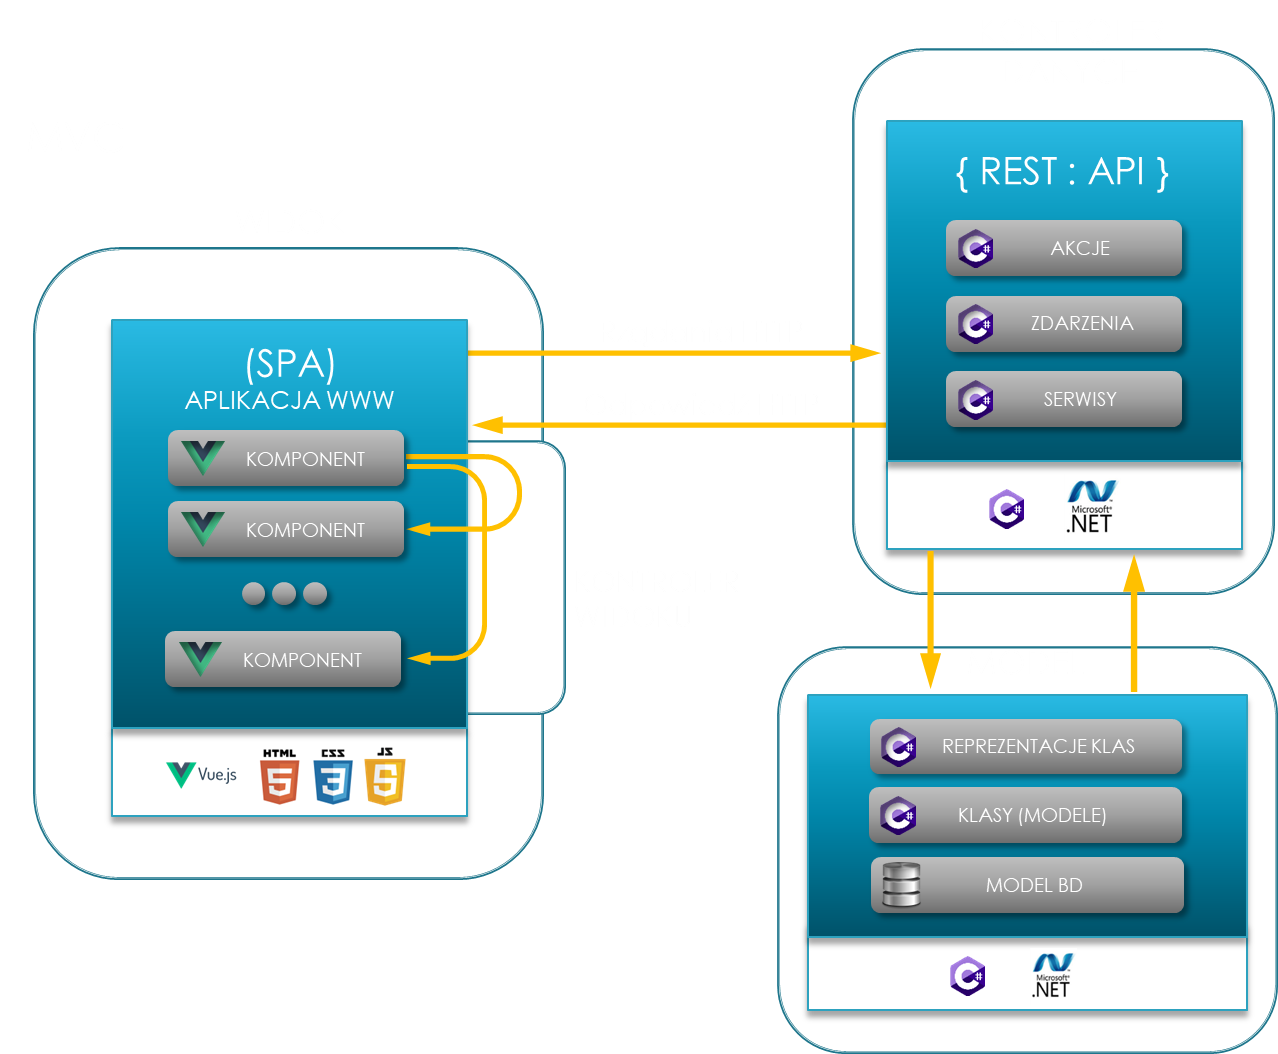 { REST : API }
C#
AKCJE
C#
ZDARZENIA
C#
SERWISY
C#
Microsoft®
.NET
(SPA)
APLIKACJA WWW
KOMPONENT
KOMPONENT
KOMPONENT
Vue.js
HTML
5
CSS
3
JS
5
C#
REPREZENTACJE KLAS
C#
KLASY (MODELE)
MODEL BD
C#
Microsoft®
.NET